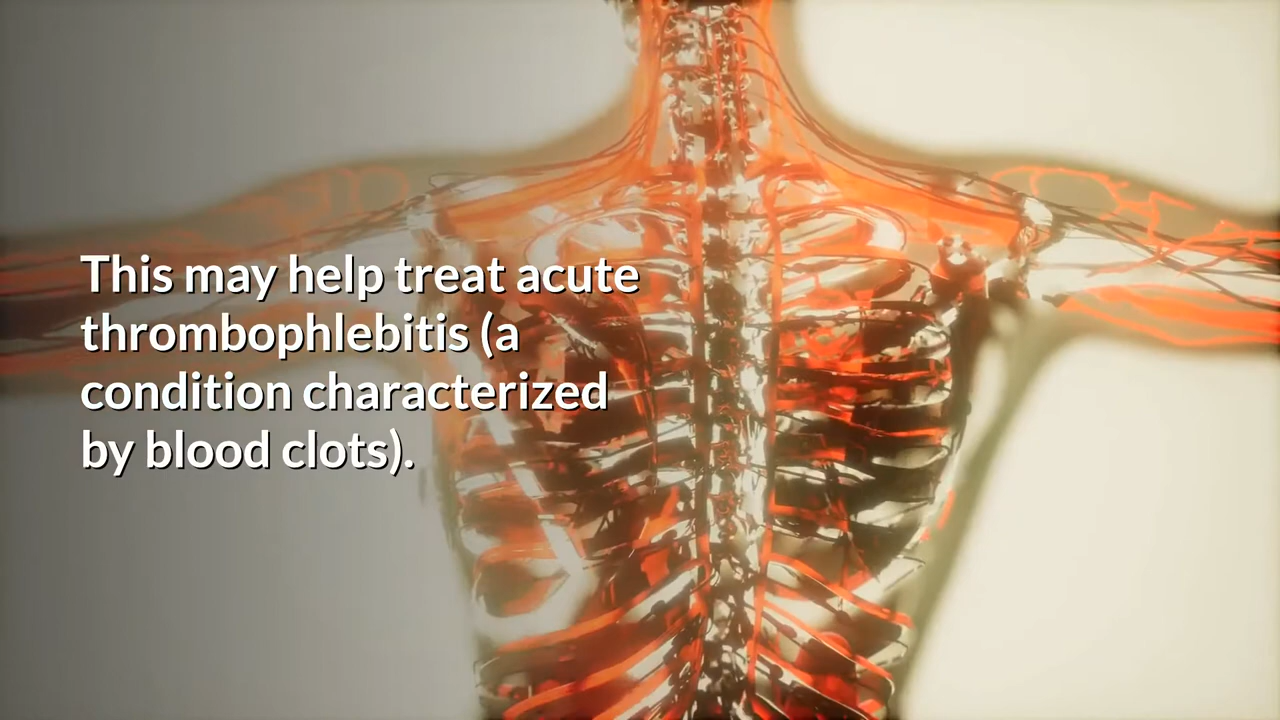 This may help treat acute
thrombophlebitis (a
condition characterized
by blood clots).